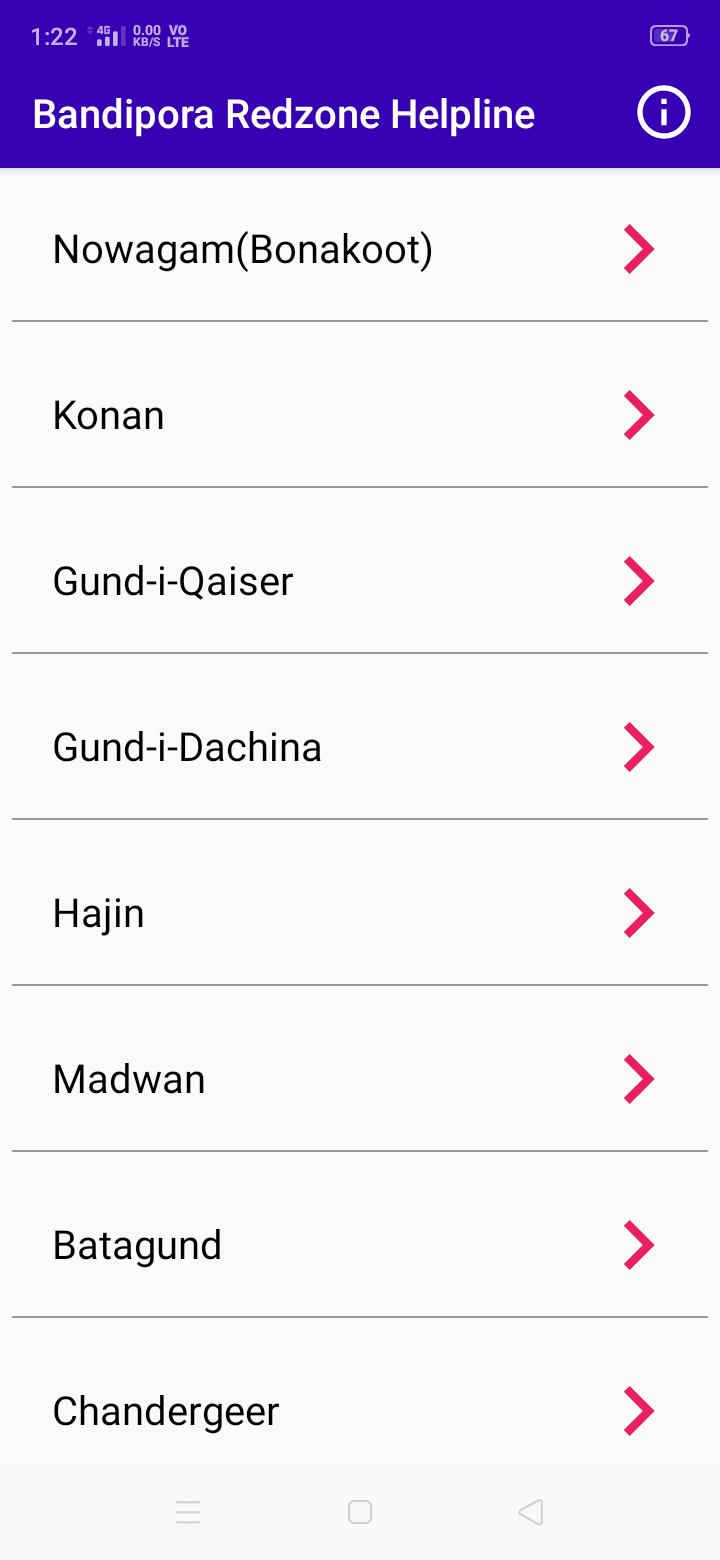 1:22 4G 0.00 KB/S VO LTE 67
Bandipora Redzone Helpline
Nowagam(Bonakoot)
Konan
Gund-i-Qaiser
Gund-i-Dachina
Hajin
Madwan
Batagund
Chandergeer